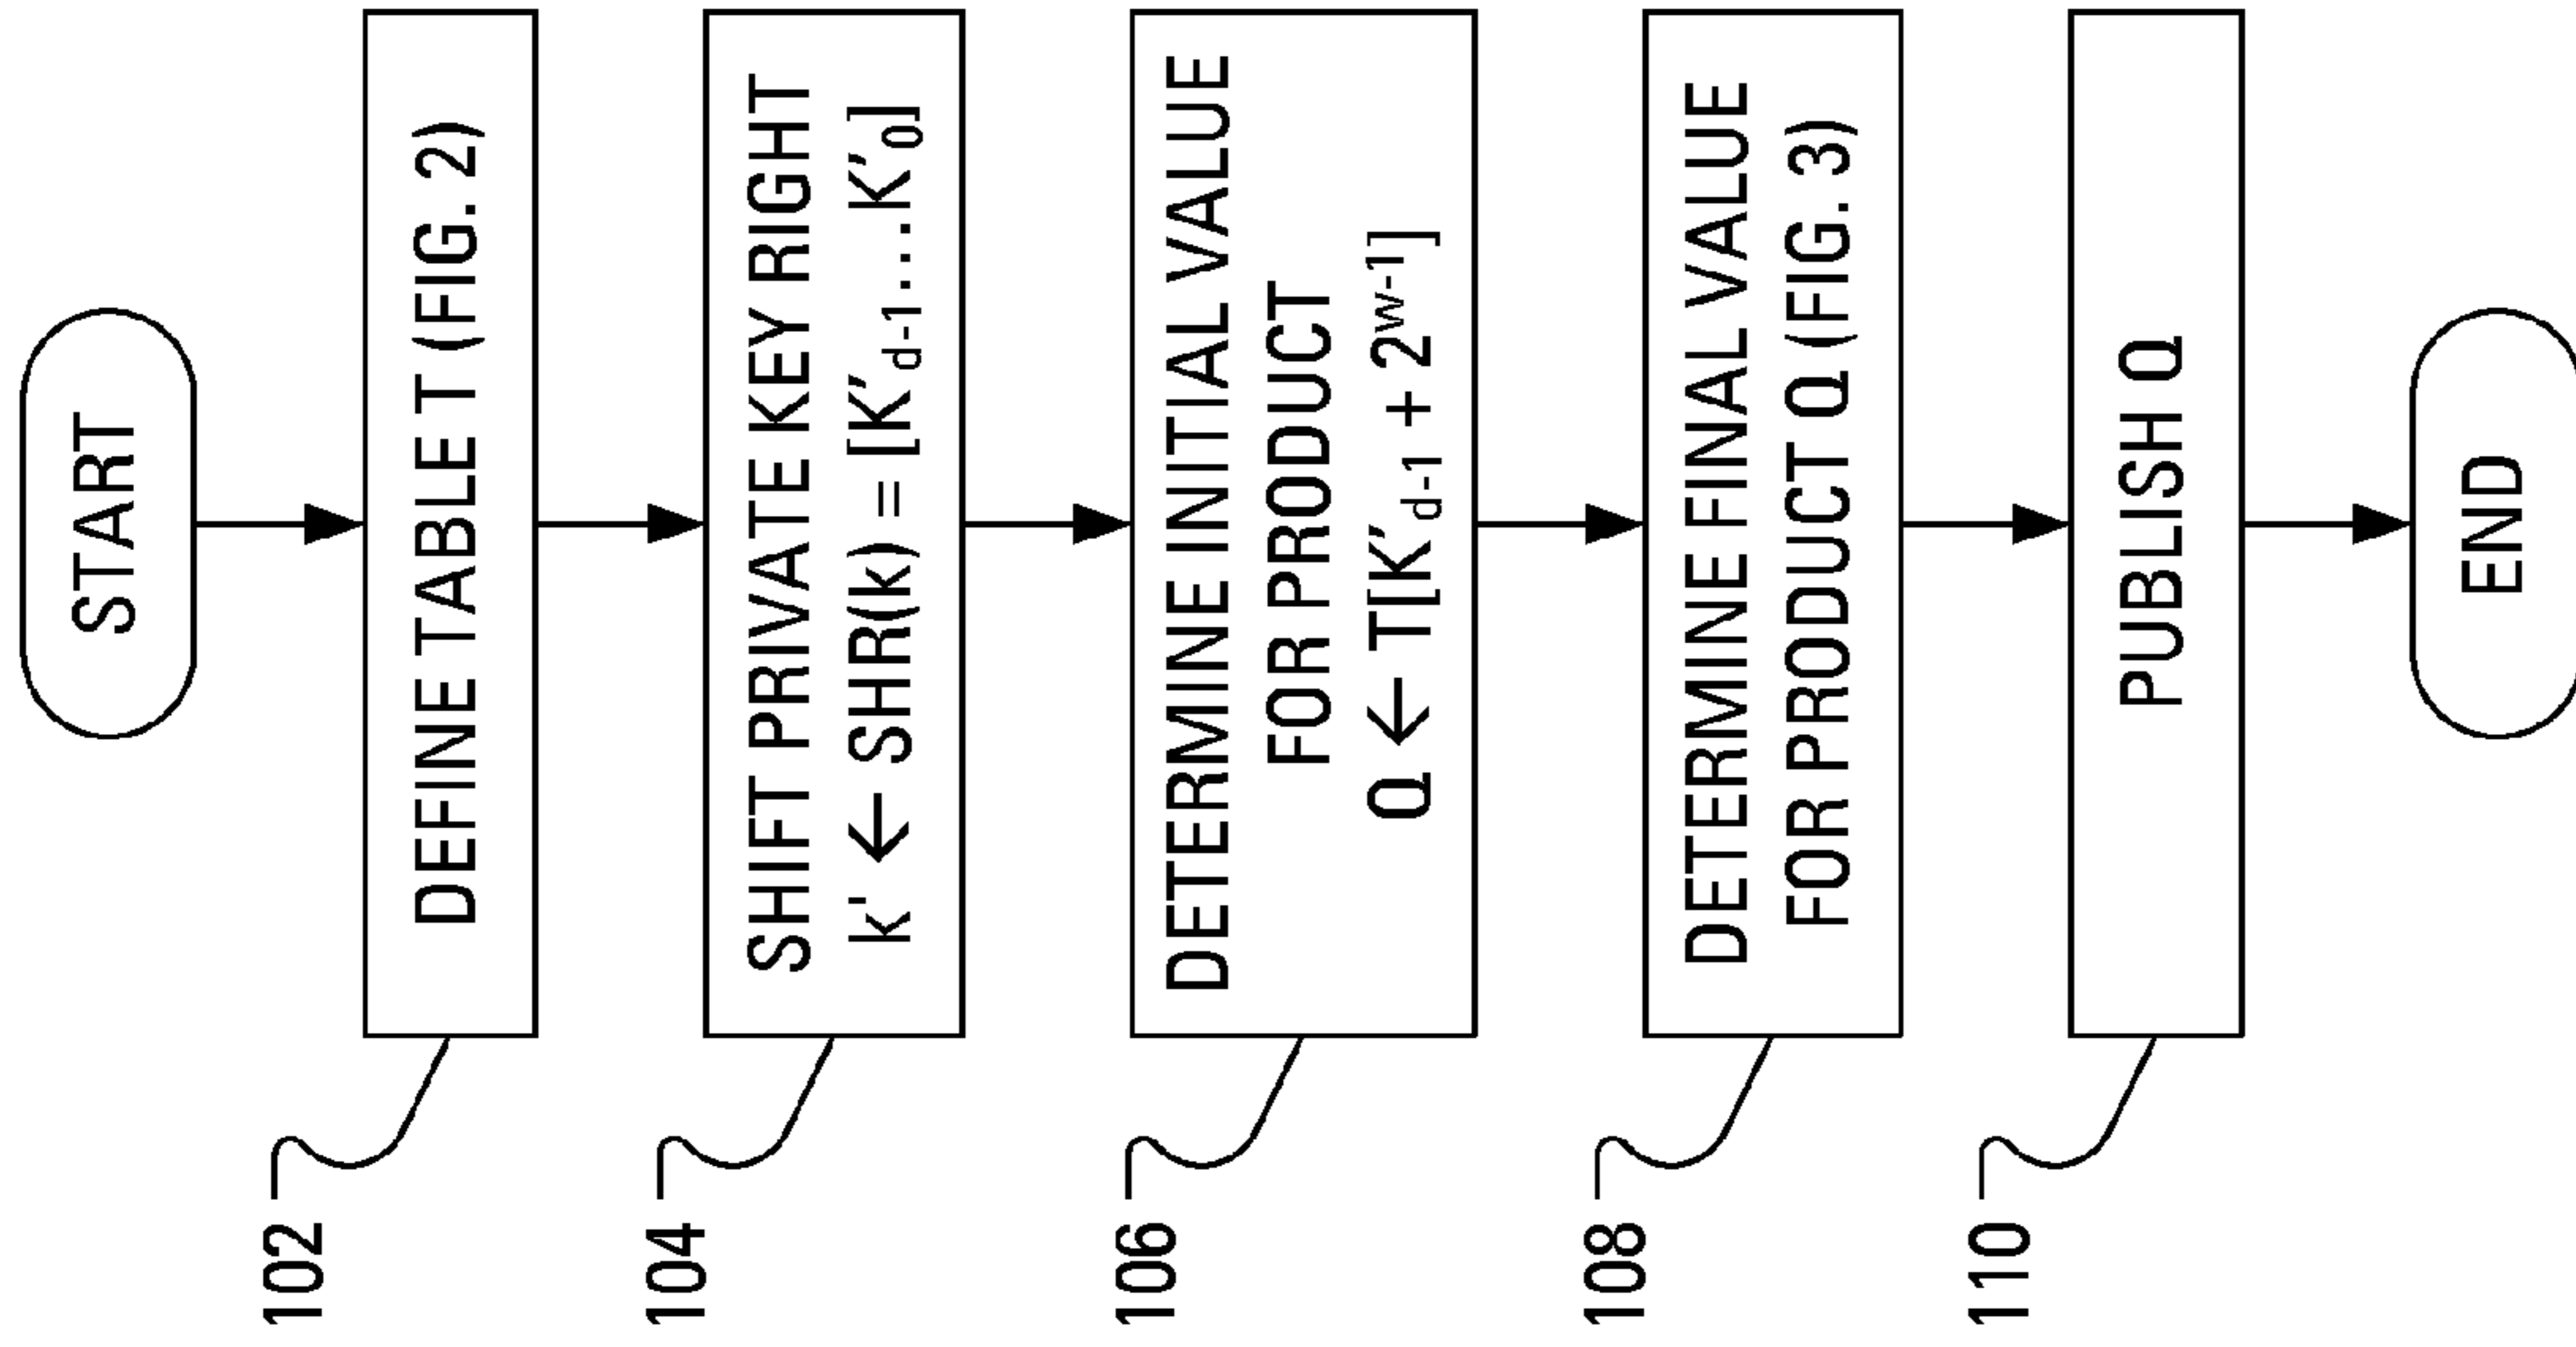 START
102
DEFINE TABLE T (FIG. 2)
104
SHIFT PRIVATE KEY RIGHT
k' ← SHR(k) = [K′d-1...K′0]
106
DETERMINE INITIAL VALUE
FOR PRODUCT
Q ← T[K′d-1 + 2w-1]
108
DETERMINE FINAL VALUE
FOR PRODUCT Q (FIG. 3)
110
PUBLISH Q
END